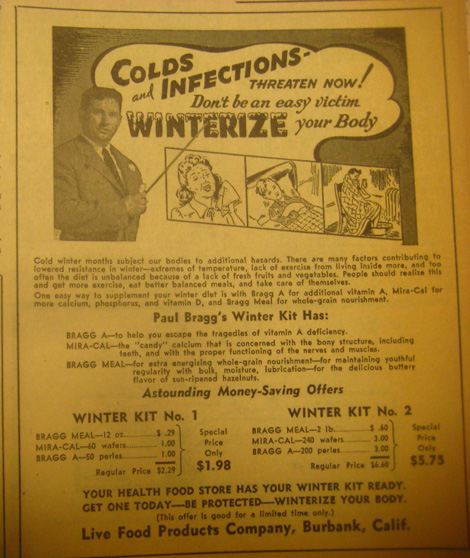 COLDS
and INFECTIONS-
THREATEN NOW!
Don't be an easy victim
WINTERIZE your Body
Cold winter months subject our bodies to additional hazards. There are many factors contributing to
lowered resistance in winter—extremes of temperature, lack of exercise from living inside more, and too
often the diet is unbalanced because of a lack of fresh fruits and vegetables. People should realize this
and get more exercise, eat better balanced meals, and take care of themselves.
One easy way to supplement your winter diet is with Bragg A for additional vitamin A, Mira-Cal for
more calcium, phosphorus, and vitamin D, and Bragg Meal for whole-grain nourishment.
Paul Bragg's Winter Kit Has:
BRAGG A—to help you escape the tragedies of vitamin A deficiency.
MIRA-CAL—the "candy" calcium that is concerned with the bony structure, including
teeth, and with the proper functioning of the nerves and muscles.
BRAGG MEAL—for extra energizing whole-grain nourishment—for maintaining youthful
regularity with bulk, moisture, lubrication—for the delicious buttery
flavor of sun-ripened hazelnuts.
Astounding Money-Saving Offers
WINTER KIT No. 1
BRAGG MEAL—12 oz. $ .29
MIRA-CAL—60 wafers 1.00
BRAGG A—50 perles 1.00
Regular Price $2.29
Special
Price
Only
$1.98
WINTER KIT No. 2
BRAGG MEAL—2 lb. $ .60
MIRA-CAL—240 wafers 3.00
BRAGG A—200 perles 3.00
Regular Price $6.60
Special
Price
Only
$5.75
YOUR HEALTH FOOD STORE HAS YOUR WINTER KIT READY.
GET ONE TODAY—BE PROTECTED—WINTERIZE YOUR BODY.
(This offer is good for a limited time only.)
Live Food Products Company, Burbank, Calif.